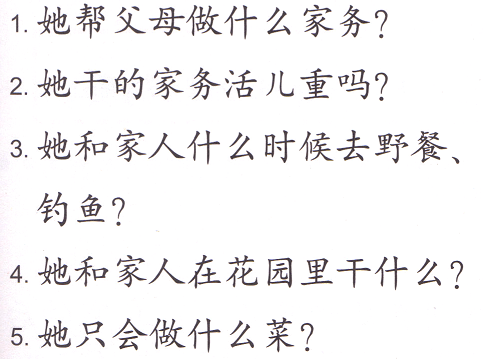 1. 她帮父母做什么家务？
2. 她干的家务活儿重吗？
3. 她和家人什么时候去野餐、
钓鱼？
4. 她和家人在花园里干什么？
5. 她只会做什么菜？